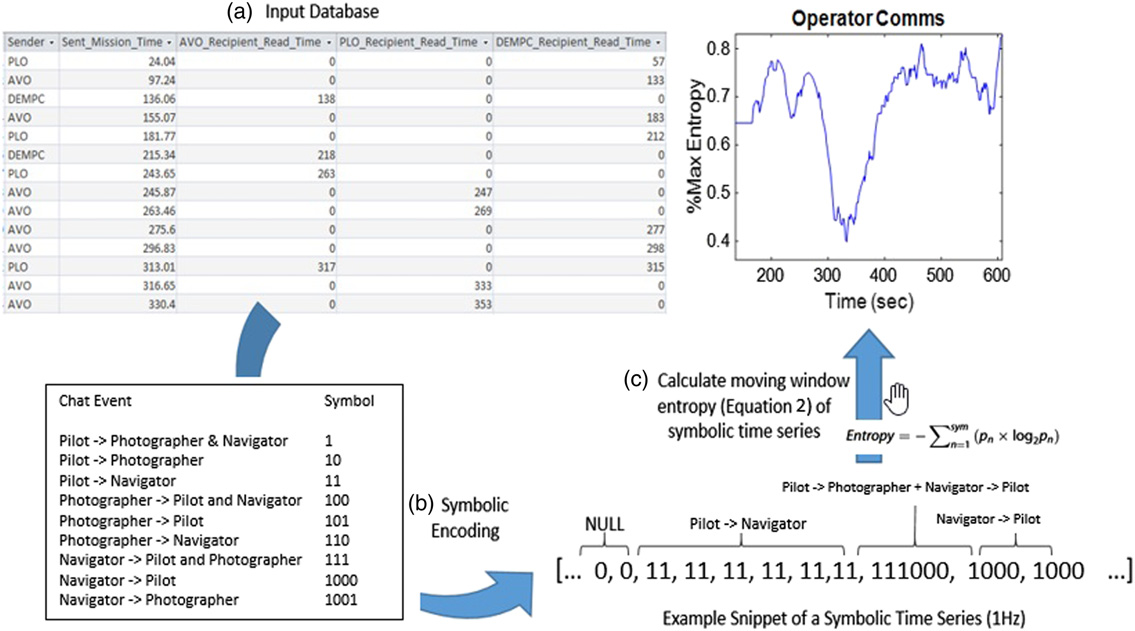 (a) Input Database
Sender Sent_Mission_Time AVO_Recipient_Read_Time PLO_Recipient_Read_Time DEMPC_Recipient_Read_Time
PLO 24.04 0 0 57
AVO 97.24 0 0 133
DEMPC 136.06 138 0 0
AVO 155.07 0 0 183
PLO 181.77 0 0 212
DEMPC 215.34 218 0 0
PLO 243.65 263 0 0
AVO 245.87 0 247 0
AVO 263.46 0 269 0
AVO 275.6 0 0 277
AVO 296.83 0 0 298
PLO 313.01 317 0 315
AVO 316.65 0 333 0
AVO 330.4 0 353 0
Operator Comms
%Max Entropy
0.8
0.7
0.6
0.5
0.4
200 300 400 500 600
Time (sec)
Chat Event Symbol
Pilot -> Photographer & Navigator 1
Pilot -> Photographer 10
Pilot -> Navigator 11
Photographer -> Pilot and Navigator 100
Photographer -> Pilot 101
Photographer -> Navigator 110
Navigator -> Pilot and Photographer 111
Navigator -> Pilot 1000
Navigator -> Photographer 1001
(b) Symbolic
Encoding
(c) Calculate moving window
entropy (Equation 2) of
symbolic time series
Entropy = − ∑ⁿ⁼¹ˢʸᵐ (pₙ × log₂pₙ)
Pilot -> Photographer + Navigator -> Pilot
NULL Pilot -> Navigator Navigator -> Pilot
[... 0, 0, 11, 11, 11, 11, 11,11, 111000, 1000, 1000 ...]
Example Snippet of a Symbolic Time Series (1Hz)